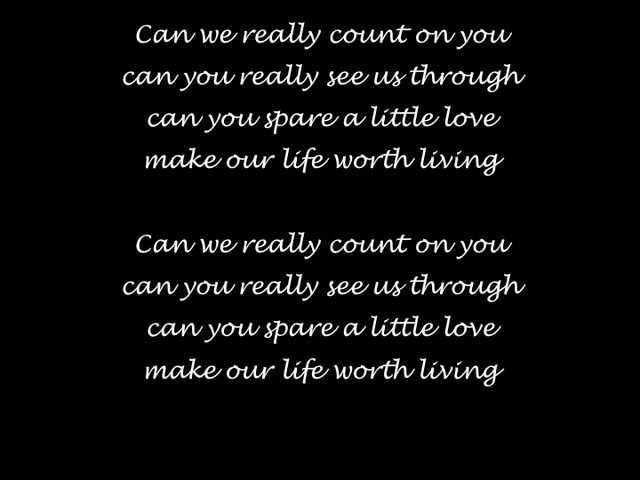 Can we really count on you
can you really see us through
can you spare a little love
make our life worth living
Can we really count on you
can you really see us through
can you spare a little love
make our life worth living